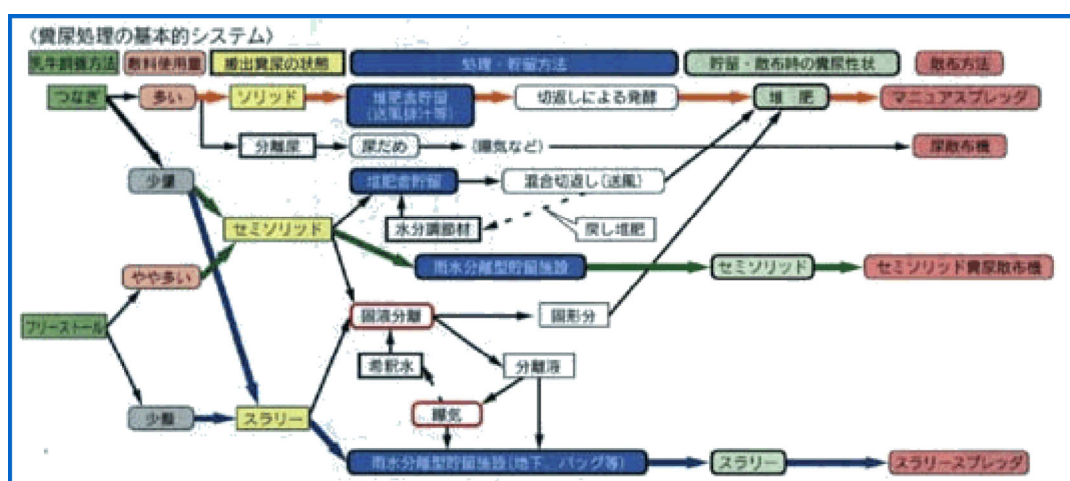 〈糞尿処理の基本的システム〉
乳牛飼養方法 敷料使用量 搬出糞尿の状態 処理・貯留方法 貯留・散布時の糞尿性状 散布方法
つなぎ 多い ソリッド 堆肥舎貯留 切返しによる発酵 堆肥 マニュアスプレッダ
(送風排汁等)
分離尿 尿だめ (曝気など) 尿散布機
少量 堆肥舎貯留 混合切返し(送風)
セミソリッド 水分調節材 戻し堆肥
やや多い 雨水分離型貯留施設 セミソリッド セミソリッド糞尿散布機
フリーストール 固液分離 固形分
希釈水 分離液
少量 スラリー 曝気
雨水分離型貯留施設(地下、バッグ等) スラリー スラリースプレッダ